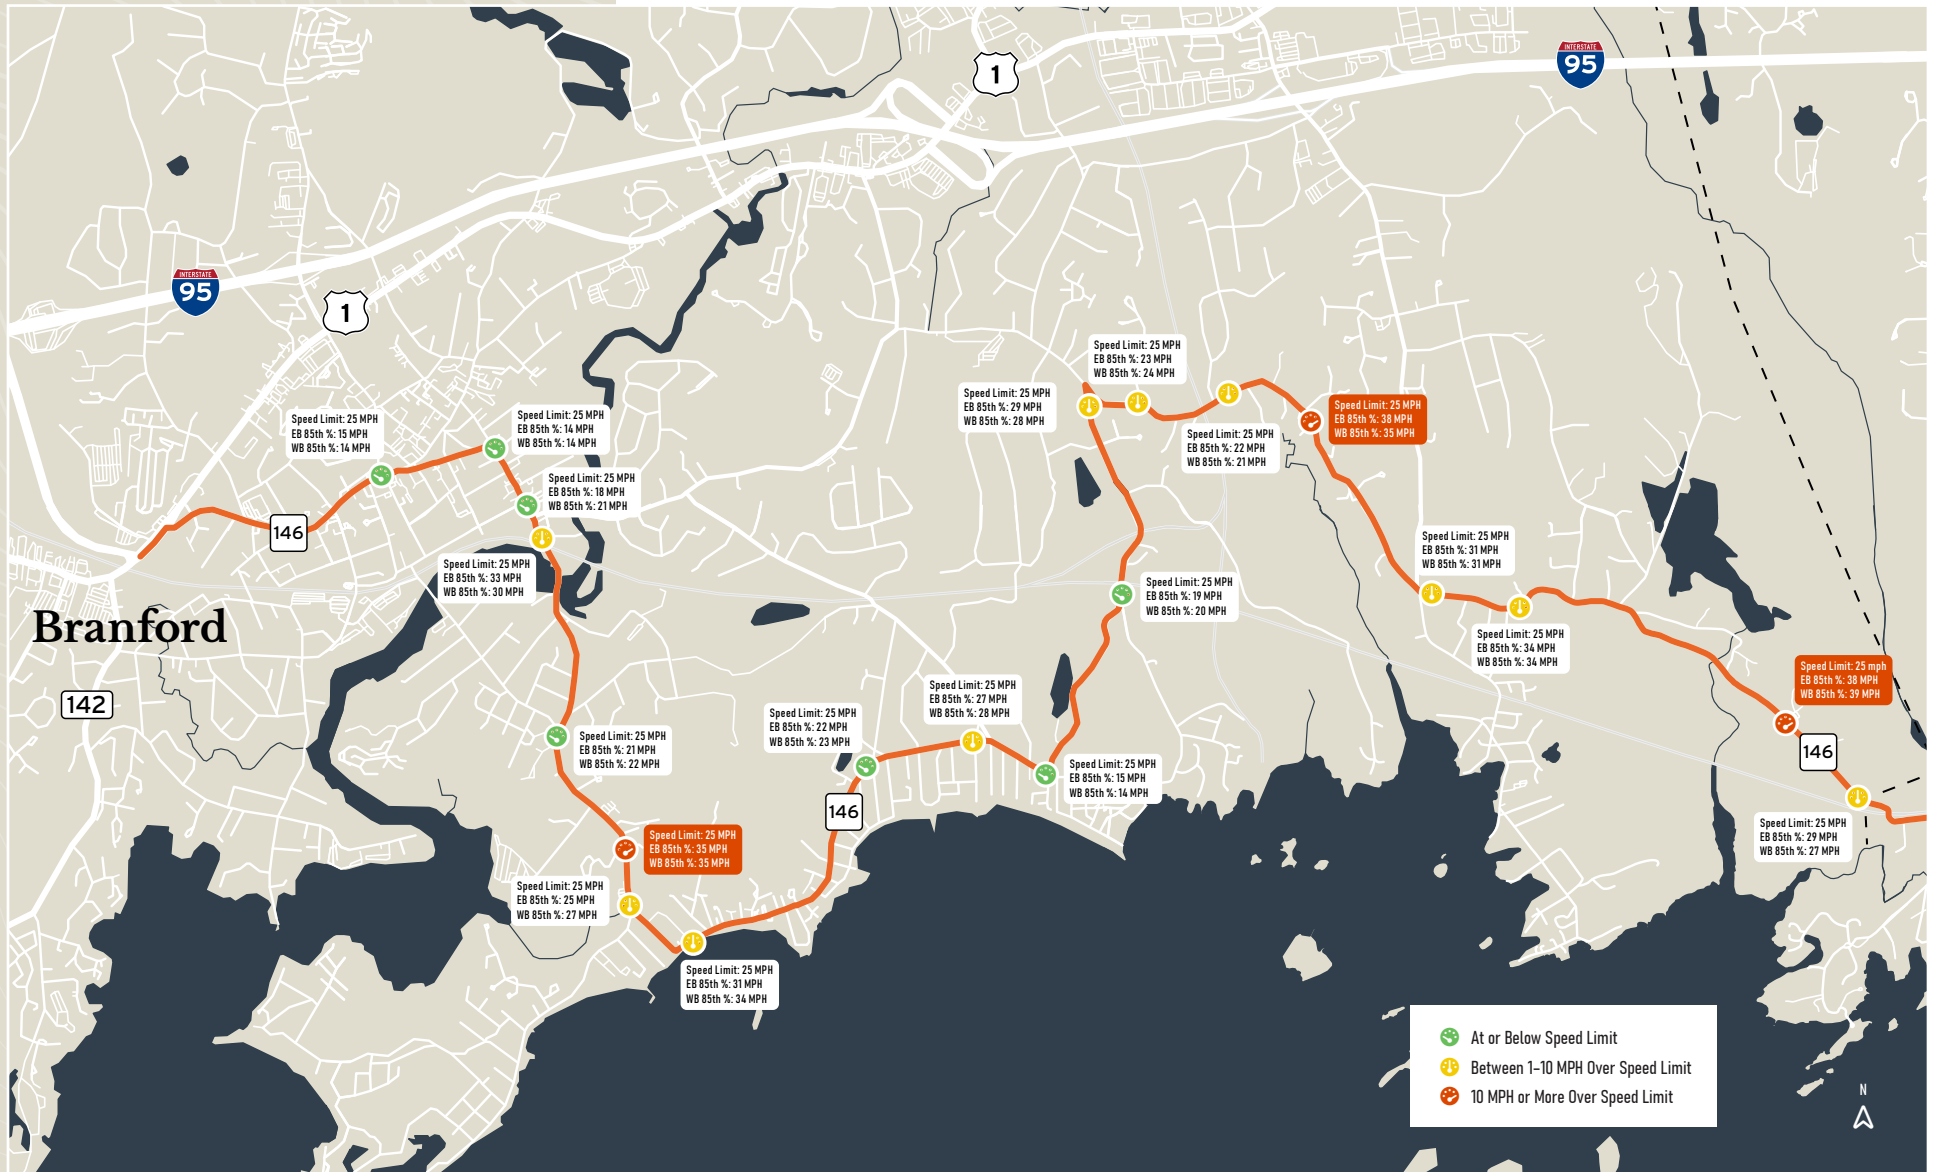 1
INTERSTATE
95
INTERSTATE
95
1
Speed Limit: 25 MPH
EB 85th %: 23 MPH
WB 85th %: 24 MPH
Speed Limit: 25 MPH
EB 85th %: 29 MPH
WB 85th %: 28 MPH
Speed Limit: 25 MPH
EB 85th %: 38 MPH
WB 85th %: 35 MPH
Speed Limit: 25 MPH
EB 85th %: 15 MPH
WB 85th %: 14 MPH
Speed Limit: 25 MPH
EB 85th %: 14 MPH
WB 85th %: 14 MPH
Speed Limit: 25 MPH
EB 85th %: 22 MPH
WB 85th %: 21 MPH
Speed Limit: 25 MPH
EB 85th %: 18 MPH
WB 85th %: 21 MPH
146
Speed Limit: 25 MPH
EB 85th %: 33 MPH
WB 85th %: 30 MPH
Speed Limit: 25 MPH
EB 85th %: 31 MPH
WB 85th %: 31 MPH
Speed Limit: 25 MPH
EB 85th %: 19 MPH
WB 85th %: 20 MPH
Branford
Speed Limit: 25 MPH
EB 85th %: 34 MPH
WB 85th %: 34 MPH
Speed Limit: 25 mph
EB 85th %: 38 MPH
WB 85th %: 39 MPH
142
Speed Limit: 25 MPH
EB 85th %: 27 MPH
WB 85th %: 28 MPH
Speed Limit: 25 MPH
EB 85th %: 22 MPH
WB 85th %: 23 MPH
Speed Limit: 25 MPH
EB 85th %: 21 MPH
WB 85th %: 22 MPH
146
Speed Limit: 25 MPH
EB 85th %: 15 MPH
WB 85th %: 14 MPH
146
Speed Limit: 25 MPH
EB 85th %: 29 MPH
WB 85th %: 27 MPH
Speed Limit: 25 MPH
EB 85th %: 35 MPH
WB 85th %: 35 MPH
Speed Limit: 25 MPH
EB 85th %: 25 MPH
WB 85th %: 27 MPH
Speed Limit: 25 MPH
EB 85th %: 31 MPH
WB 85th %: 34 MPH
At or Below Speed Limit
Between 1-10 MPH Over Speed Limit
10 MPH or More Over Speed Limit
N